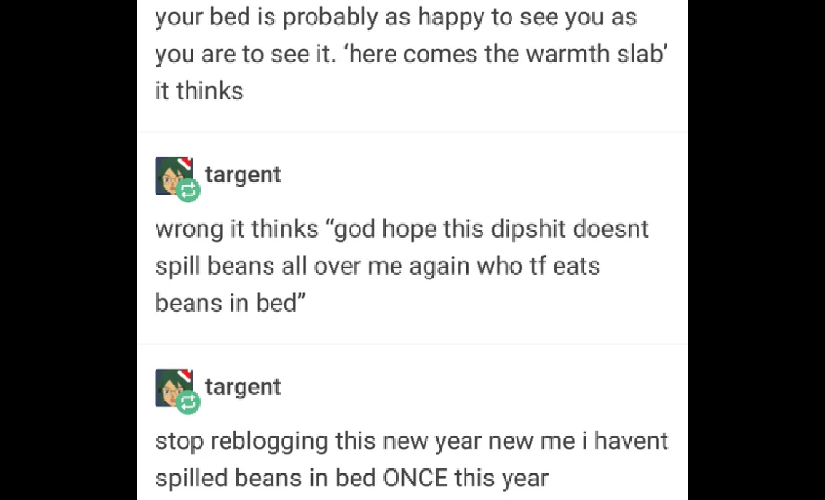 your bed is probably as happy to see you as
you are to see it. ‘here comes the warmth slab’
it thinks
targent
wrong it thinks “god hope this dipshit doesnt
spill beans all over me again who tf eats
beans in bed”
targent
stop reblogging this new year new me i havent
spilled beans in bed ONCE this year